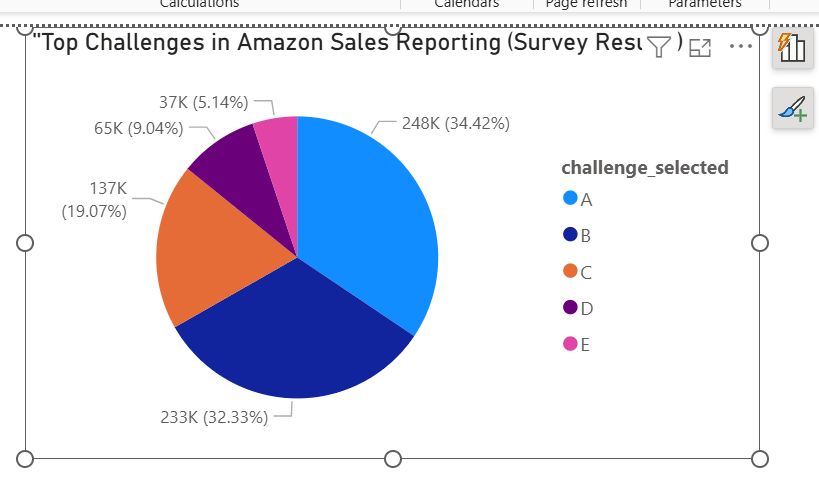 Calculations
Calendars
Page refresh
Parameters
"Top Challenges in Amazon Sales Reporting (Survey )
37K (5.14%)
65K (9.04%)
248K (34.42%)
137K
(19.07%)
233K (32.33%)
challenge_selected
A
B
C
D
E